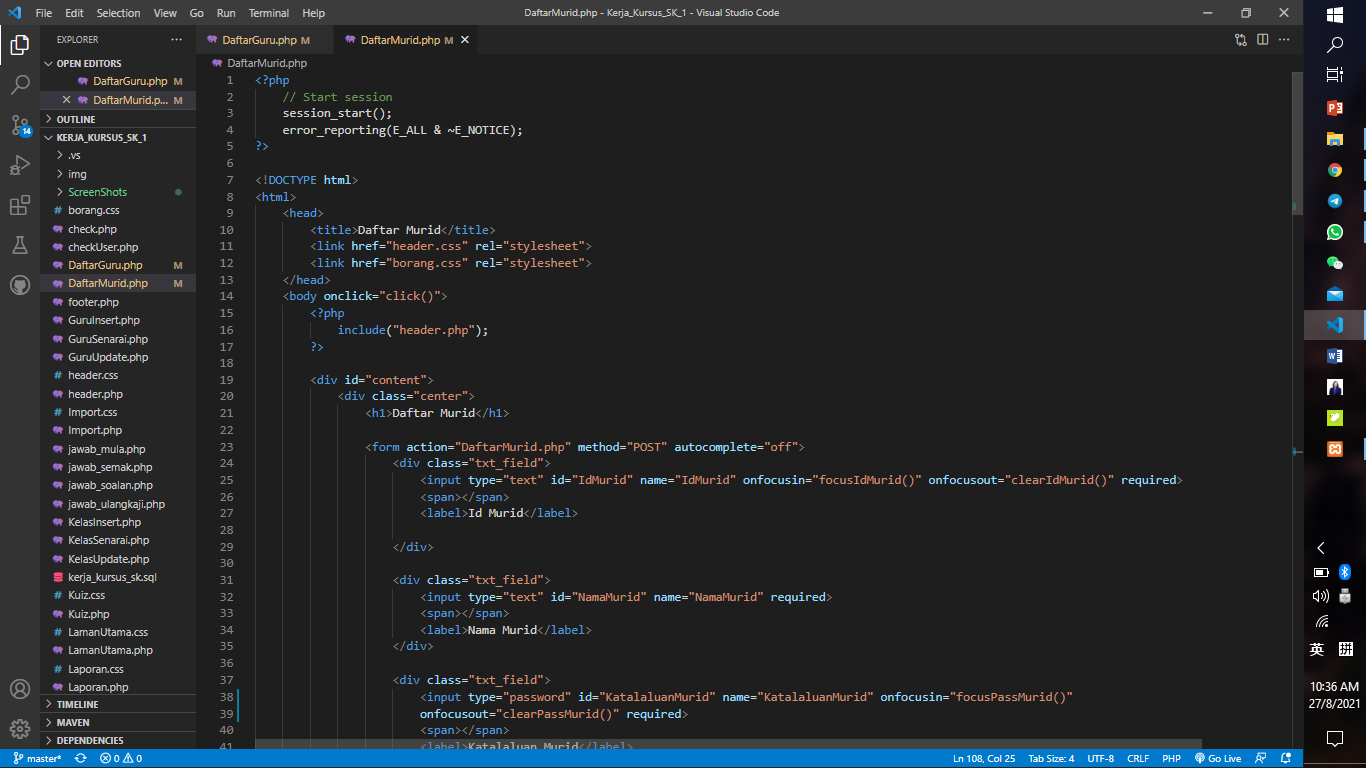 File Edit Selection View Go Run Terminal Help DaftarMurid.php - Kerja_Kursus_SK_1 - Visual Studio Code
EXPLORER
OPEN EDITORS
DaftarGuru.php M
DaftarMurid.p... M
OUTLINE
KERJA_KURSUS_SK_1
.vs
img
ScreenShots
borang.css
check.php
checkUser.php
DaftarGuru.php M
DaftarMurid.php M
footer.php
GuruInsert.php
GuruSenarai.php
GuruUpdate.php
header.css
header.php
Import.css
Import.php
jawab_mula.php
jawab_semak.php
jawab_soalan.php
jawab_ulangkaji.php
KelasInsert.php
KelasSenarai.php
KelasUpdate.php
kerja_kursus_sk.sql
Kuiz.css
Kuiz.php
LamanUtama.css
LamanUtama.php
Laporan.css
Laporan.php
TIMELINE
MAVEN
DEPENDENCIES
14
DaftarGuru.php M DaftarMurid.php M
DaftarMurid.php
1 <?php
2 // Start session
3 session_start();
4 error_reporting(E_ALL & ~E_NOTICE);
5 ?>
6
7 <!DOCTYPE html>
8 <html>
9 <head>
10 <title>Daftar Murid</title>
11 <link href="header.css" rel="stylesheet">
12 <link href="borang.css" rel="stylesheet">
13 </head>
14 <body onclick="click()">
15 <?php
16 include("header.php");
17 ?>
18
19 <div id="content">
20 <div class="center">
21 <h1>Daftar Murid</h1>
22
23 <form action="DaftarMurid.php" method="POST" autocomplete="off">
24 <div class="txt_field">
25 <input type="text" id="IdMurid" name="IdMurid" onfocusin="focusIdMurid()" onfocusout="clearIdMurid()" required>
26 <span></span>
27 <label>Id Murid</label>
28
29 </div>
30
31 <div class="txt_field">
32 <input type="text" id="NamaMurid" name="NamaMurid" required>
33 <span></span>
34 <label>Nama Murid</label>
35 </div>
36
37 <div class="txt_field">
38 <input type="password" id="KatalaluanMurid" name="KatalaluanMurid" onfocusin="focusPassMurid()"
39 onfocusout="clearPassMurid()" required>
40 <span></span>
41 <label>Katalaluan Murid</label>
master* 0 0 Ln 108, Col 25 Tab Size: 4 UTF-8 CRLF PHP Go Live
英 拼
10:36 AM
27/8/2021